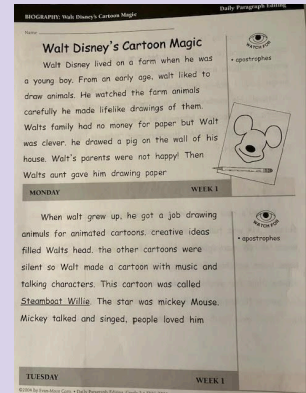 BIOGRAPHY: Walt Disney's Cartoon Magic
Daily Paragraph Editing
Name
Walt Disney's Cartoon Magic
Walt Disney lived on a farm when he was
a young boy. From an early age, walt liked to
draw animals. He watched the farm animals
carefully he made lifelike drawings of them.
Walts family had no money for paper but Walt
was clever. he drawed a pig on the wall of his
house. Walt's parents were not happy! Then
Walts aunt gave him drawing paper
WATCH FOR
• apostrophes
MONDAY
WEEK 1
When walt grew up, he got a job drawing
animuls for animated cartoons. creative ideas
filled Walts head. the other cartoons were
silent so Walt made a cartoon with music and
talking characters. This cartoon was called
Steamboat Willie. The star was mickey Mouse.
Mickey talked and singed, people loved him
WATCH FOR
• apostrophes
TUESDAY
WEEK 1